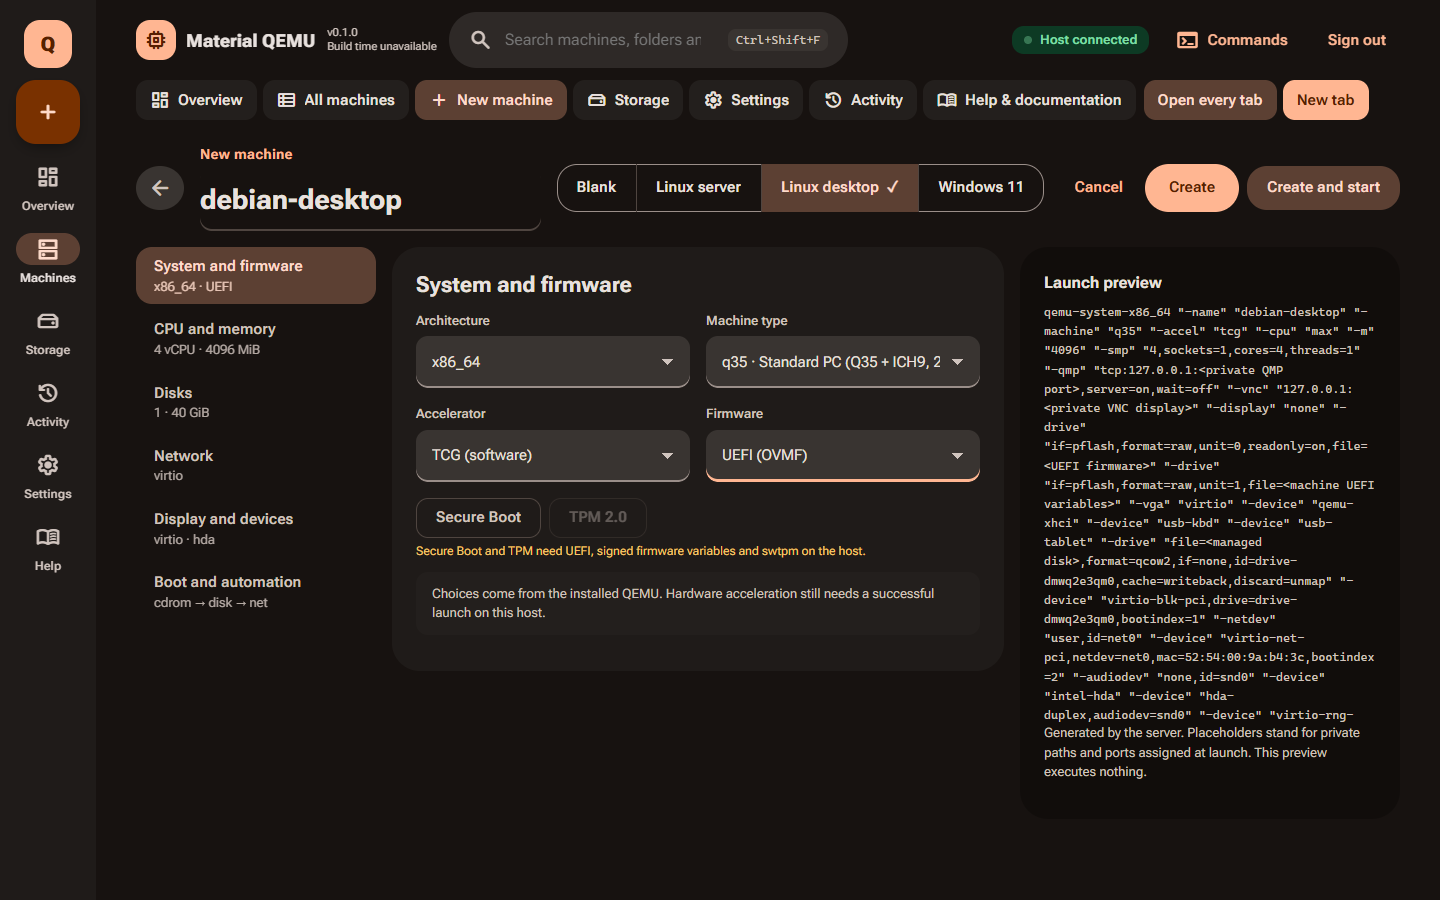 Q
Material QEMU
v0.1.0
Build time unavailable
Search machines, folders an
Ctrl+Shift+F
Host connected
Commands
Sign out
Overview
All machines
New machine
Storage
Settings
Activity
Help & documentation
Open every tab
New tab
Overview
Machines
Storage
Activity
Settings
Help
New machine
debian-desktop
Blank
Linux server
Linux desktop ✓
Windows 11
Cancel
Create
Create and start
System and firmware
x86_64 · UEFI
CPU and memory
4 vCPU · 4096 MiB
Disks
1 · 40 GiB
Network
virtio
Display and devices
virtio · hda
Boot and automation
cdrom → disk → net
System and firmware
Architecture
x86_64
Machine type
q35 · Standard PC (Q35 + ICH9, 2
Accelerator
TCG (software)
Firmware
UEFI (OVMF)
Secure Boot
TPM 2.0
Secure Boot and TPM need UEFI, signed firmware variables and swtpm on the host.
Choices come from the installed QEMU. Hardware acceleration still needs a successful
launch on this host.
Launch preview
qemu-system-x86_64 "-name" "debian-desktop" "-
machine" "q35" "-accel" "tcg" "-cpu" "max" "-m"
"4096" "-smp" "4,sockets=1,cores=4,threads=1"
"-qmp" "tcp:127.0.0.1:<private QMP
port>,server=on,wait=off" "-vnc" "127.0.0.1:
<private VNC display>" "-display" "none" "-
drive"
"if=pflash,format=raw,unit=0,readonly=on,file=
<UEFI firmware>" "-drive"
"if=pflash,format=raw,unit=1,file=<machine UEFI
variables>" "-vga" "virtio" "-device" "qemu-
xhci" "-device" "usb-kbd" "-device" "usb-
tablet" "-drive" "file=<managed
disk>,format=qcow2,if=none,id=drive-
dmwq2e3qm0,cache=writeback,discard=unmap" "-
device" "virtio-blk-pci,drive=drive-
dmwq2e3qm0,bootindex=1" "-netdev"
"user,id=net0" "-device" "virtio-net-
pci,netdev=net0,mac=52:54:00:9a:b4:3c,bootindex
=2" "-audiodev" "none,id=snd0" "-device"
"intel-hda" "-device" "hda-
duplex,audiodev=snd0" "-device" "virtio-rng-
Generated by the server. Placeholders stand for private
paths and ports assigned at launch. This preview
executes nothing.